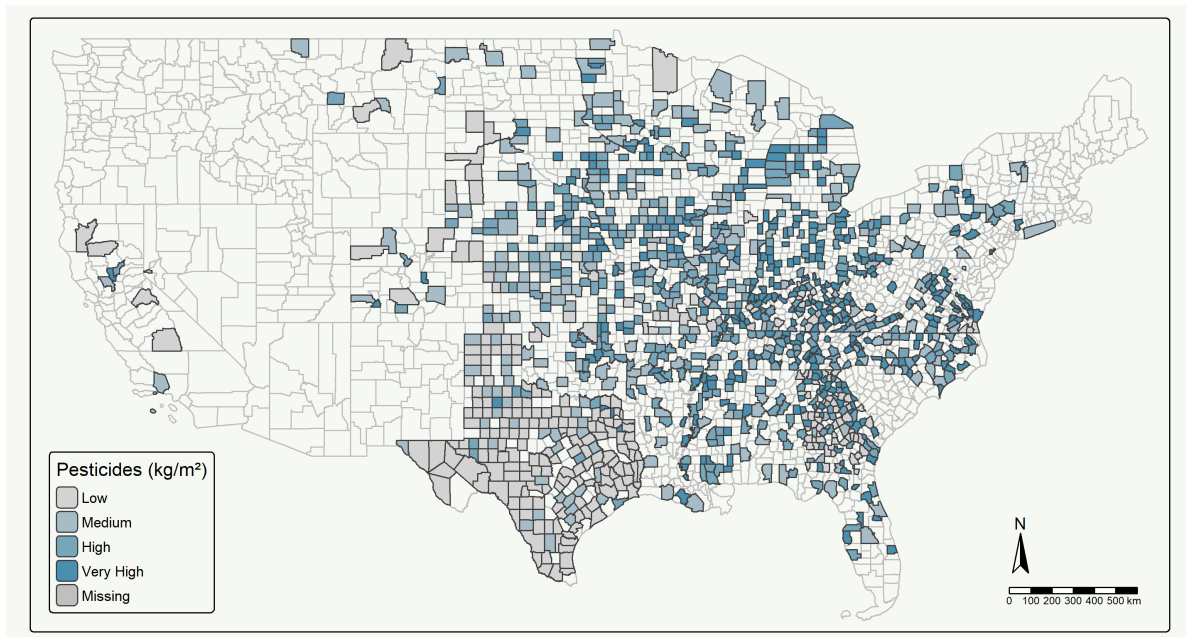 Pesticides (kg/m²)
Low
Medium
High
Very High
Missing
N
0 100 200 300 400 500 km